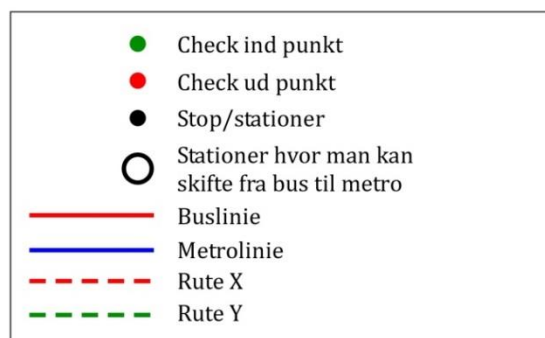 Check ind punkt
Check ud punkt
Stop/stationer
Stationer hvor man kan
skifte fra bus til metro
Buslinie
Metrolinie
Rute X
Rute Y